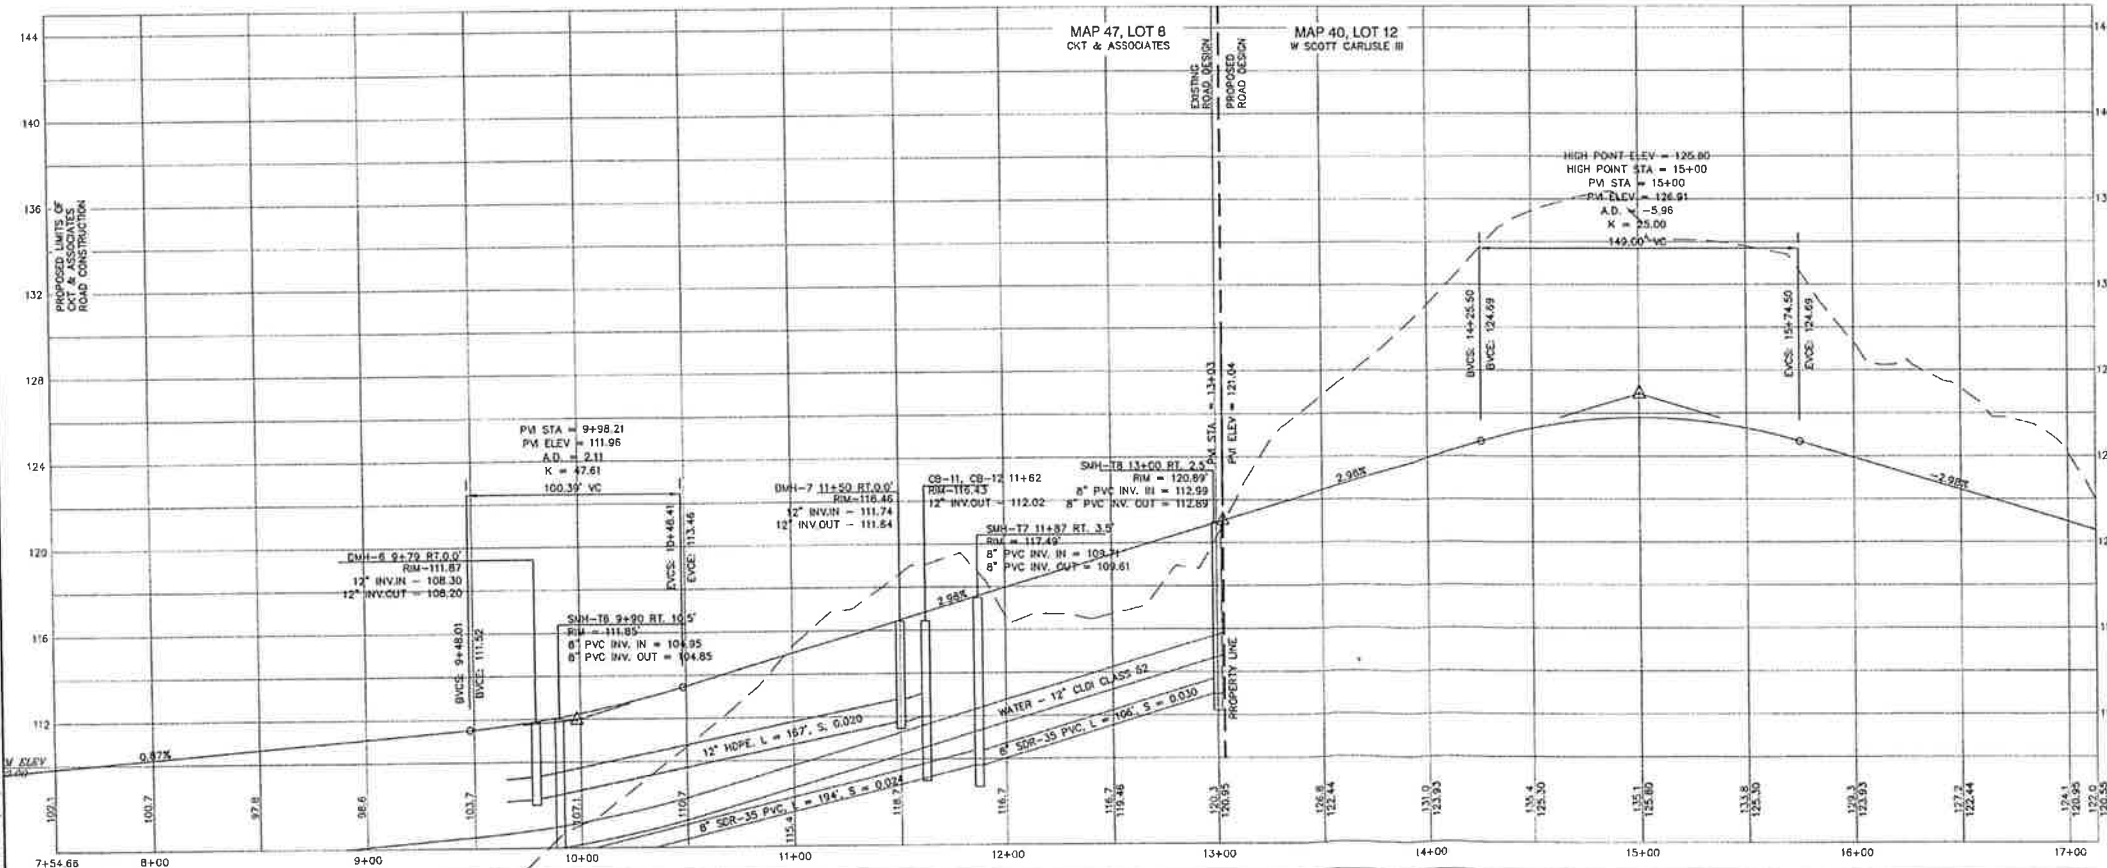 MAP 47, LOT 8
CKT & ASSOCIATES
MAP 40, LOT 12
W SCOTT CARLISLE III
EXISTING
ROAD DESIGN
PROPOSED
ROAD DESIGN
144
140
136
132
128
124
120
116
112
PROPOSED LIMITS OF
CKT & ASSOCIATES
ROAD CONSTRUCTION
HIGH POINT ELEV = 125.80
HIGH POINT STA = 15+00
PVI STA = 15+00
PVI ELEV = 126.91
A.D. = -5.96
K = 25.00
149.00' VC
BVCS: 14+25.50
BVCE: 124.69
EVCS: 15+74.50
EVCE: 124.69
PVI STA = 9+98.21
PVI ELEV = 111.96
A.D. = 2.11
K = 47.61
100.39' VC
BVCS: 9+48.01
BVCE: 111.52
EVCS: 10+48.41
EVCE: 113.46
PVI STA. = 13+03
PVI ELEV = 121.04
DMH-6 9+79 RT.0.0'
RIM-111.87
12" INV.IN - 108.30
12" INV.OUT - 108.20
SMH-T6 9+90 RT. 10.5'
RIM = 111.85'
8" PVC INV. IN = 104.95
8" PVC INV. OUT = 104.85
DMH-7 11+50 RT.0.0'
RIM-116.46
12" INV.IN - 111.74
12" INV.OUT - 111.64
CB-11, CB-12 11+62
RIM-116.43
12" INV.OUT - 112.02
SMH-T7 11+87 RT. 3.5'
RIM = 117.49'
8" PVC INV. IN = 109.71
8" PVC INV. OUT = 109.61
SMH-T8 13+00 RT. 2.5'
RIM = 120.89'
8" PVC INV. IN = 112.99
8" PVC INV. OUT = 112.89
0.87%
2.98%
2.98%
-2.98%
12" HDPE, L = 167', S, 0.020
WATER - 12" CLDI CLASS 52
8" SDR-35 PVC, L = 194', S = 0.024
8" SDR-35 PVC, L = 106', S = 0.030
PROPERTY LINE
M ELEV
102.1
100.7
97.8
98.6
103.7
107.1
110.7
115.4
118.7
116.7
116.7
119.46
120.3
120.95
126.8
122.44
131.0
123.93
135.4
125.30
135.1
125.80
133.8
125.30
129.3
123.93
127.2
122.44
124.1
120.95
122.0
120.55
7+54.66
8+00
9+00
10+00
11+00
12+00
13+00
14+00
15+00
16+00
17+00